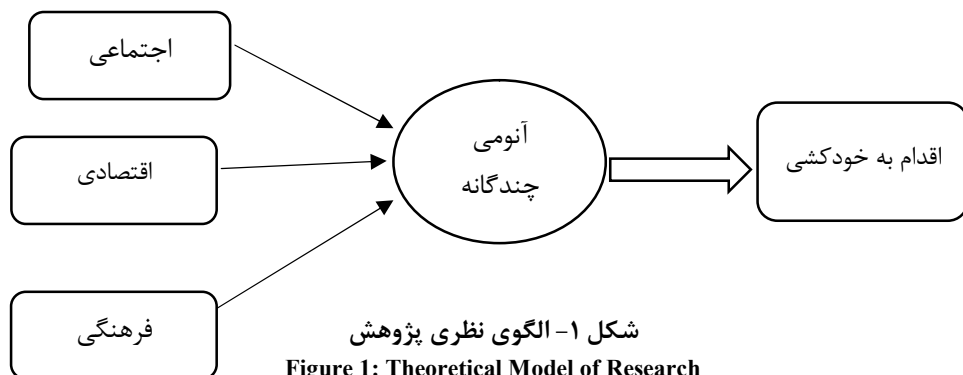 اجتماعی
اقتصادی
فرهنگی
آنومی
چندگانه
اقدام به خودکشی
شکل ۱- الگوی نظری پژوهش
Figure 1: Theoretical Model of Research